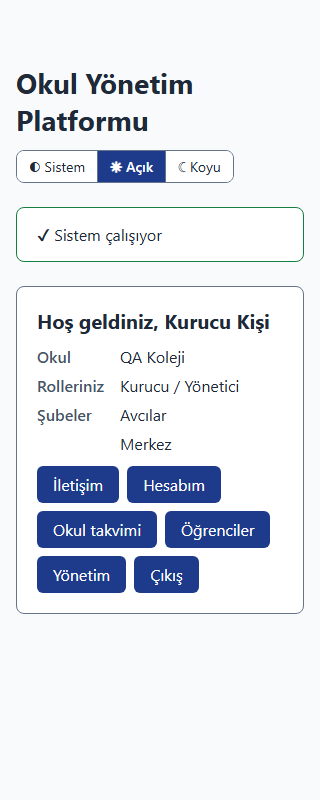 Okul Yönetim
Platformu
◐ Sistem ☀ Açık ☾ Koyu
✓ Sistem çalışıyor
Hoş geldiniz, Kurucu Kişi
Okul QA Koleji
Rolleriniz Kurucu / Yönetici
Şubeler Avcılar
Merkez
İletişim Hesabım
Okul takvimi Öğrenciler
Yönetim Çıkış